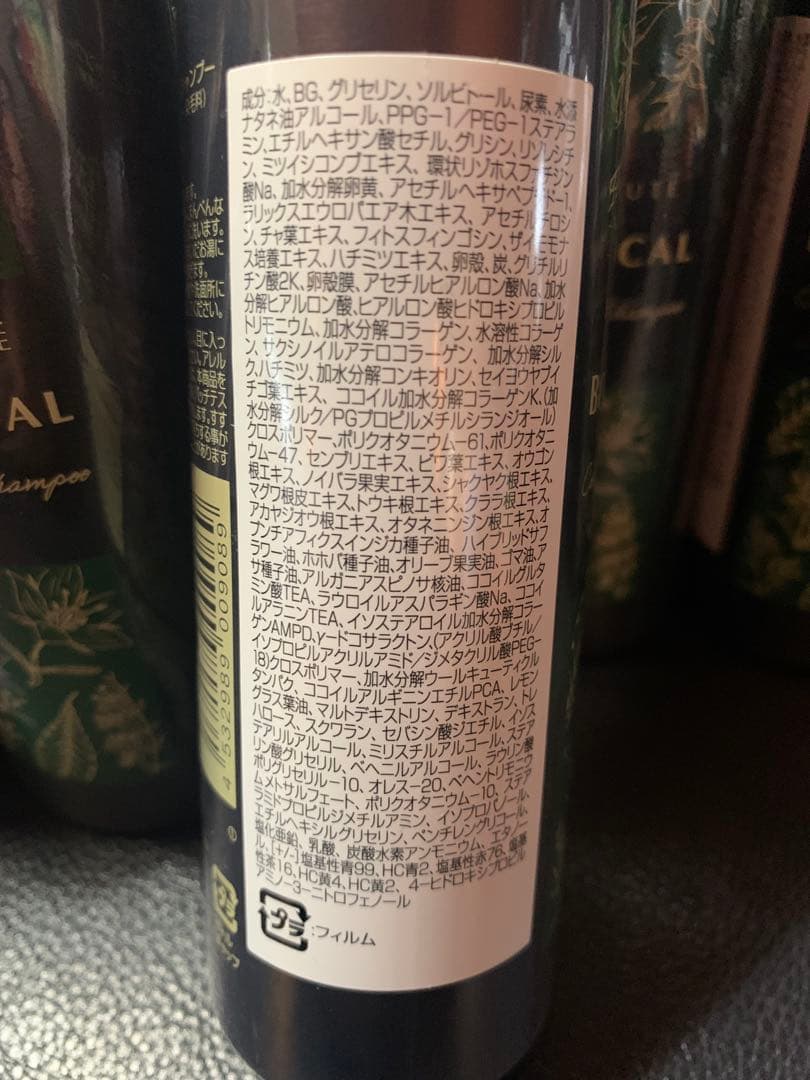 成分:水、BG、グリセリン、ソルビトール、尿素、水添
ナタネ油アルコール、PPG-1/PEG-1ステアラ
ミン、エチルヘキサン酸セチル、グリシン、リゾレシチ
ン、ミツイシコンブエキス、環状リゾホスファチジン
酸Na、加水分解卵黄、アセチルヘキサペプチド-1、
ラリックスエウロパエア木エキス、アセチルチロシ
ン、チャ葉エキス、フィトスフィンゴシン、ザイモモナ
ス培養エキス、ハチミツエキス、卵殻、炭、グリチルリ
チン酸2K、卵殻膜、アセチルヒアルロン酸Na、加水
分解ヒアルロン酸、ヒアルロン酸ヒドロキシプロピル
トリモニウム、加水分解コラーゲン、水溶性コラーゲ
ン、サクシノイルアテロコラーゲン、加水分解シル
ク、ハチミツ、加水分解コンキオリン、セイヨウヤブイ
チゴ葉エキス、ココイル加水分解コラーゲンK、(加
水分解シルク/PGプロピルメチルシランジオール)
クロスポリマー、ポリクオタニウム-61、ポリクオタニ
ウム-47、センブリエキス、ビワ葉エキス、オウゴン
根エキス、ノイバラ果実エキス、シャクヤク根エキス、
マグワ根皮エキス、トウキ根エキス、クララ根エキス、
アカヤジオウ根エキス、オタネニンジン根エキス、オ
プンチアフィクスインジカ種子油、ハイブリッドサフ
ラワー油、ホホバ種子油、オリーブ果実油、ゴマ油、ア
サ種子油、アルガニアスピノサ核油、ココイルグルタ
ミン酸TEA、ラウロイルアスパラギン酸Na、ココイ
ルアラニンTEA、イソステアロイル加水分解コラー
ゲンAMPD、γ-ドコサラクトン、(アクリル酸ブチル/
イソプロピルアクリルアミド/ジメタクリル酸PEG-
18)クロスポリマー、加水分解ウールキューティクル
タンパク、ココイルアルギニンエチルPCA、レモン
グラス葉油、マルトデキストリン、デキストラン、トレ
ハロース、スクワラン、セバシン酸ジエチル、イソス
テアリルアルコール、ミリスチルアルコール、ステア
リン酸グリセリル、ベヘニルアルコール、ラウリン酸
ポリグリセリル-10、オレス-20、ベヘントリモニウ
ムメトサルフェート、ポリクオタニウム-10、ステア
ラミドプロピルジメチルアミン、イソプロパノール、
エチルヘキシルグリセリン、ペンチレングリコール、
塩化亜鉛、乳酸、炭酸水素アンモニウム、エタノー
ル、[+/-]塩基性青99、HC青2、塩基性赤76、塩基
性茶16、HC黄4、HC黄2、4-ヒドロキシプロピル
アミノ-3-ニトロフェノール
プラ
:フィルム
4 532989 009089
®
プラ
CAL
CAL